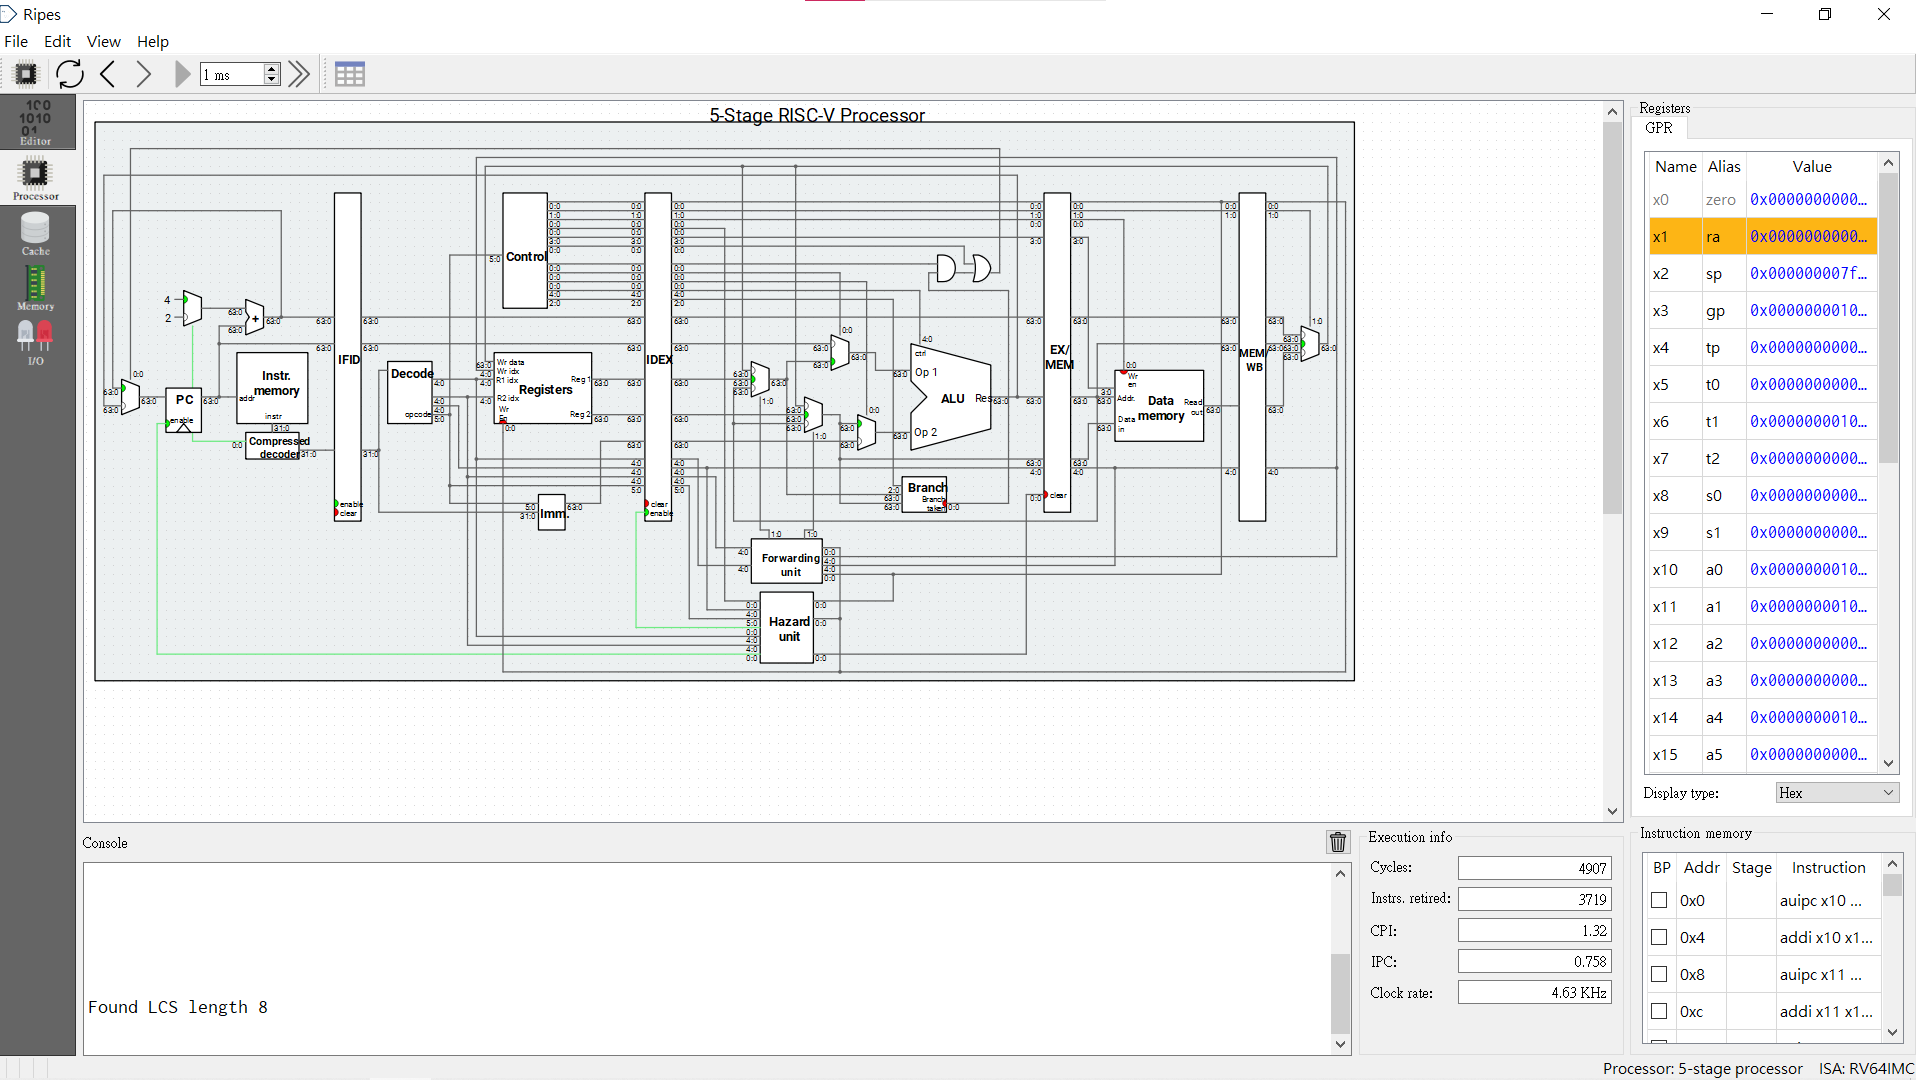 Ripes
File Edit View Help
1 ms
Editor
Processor
Cache
Memory
I/O
5-Stage RISC-V Processor
4
2
PC
enable
Instr. memory
addr
instr
Compressed decoder
IFID
enable
clear
Decode
opcode
Control
Wr data
Wr idx
R1 idx
R2 idx
Wr En
Registers
Reg 1
Reg 2
Imm.
IDEX
clear
enable
ctrl
Op 1
ALU
Res
Op 2
Branch
Branch taken
Forwarding unit
Hazard unit
EX/ MEM
clear
Wr en
Addr.
Data memory
Read out
Data in
MEM/ WB
Registers
GPR
Name Alias Value
x0 zero 0x0000000000...
x1 ra 0x0000000000...
x2 sp 0x000000007f...
x3 gp 0x0000000010...
x4 tp 0x0000000000...
x5 t0 0x0000000000...
x6 t1 0x0000000010...
x7 t2 0x0000000000...
x8 s0 0x0000000000...
x9 s1 0x0000000000...
x10 a0 0x0000000010...
x11 a1 0x0000000010...
x12 a2 0x0000000000...
x13 a3 0x0000000000...
x14 a4 0x0000000010...
x15 a5 0x0000000000...
Display type: Hex
Console
Found LCS length 8
Execution info
Cycles: 4907
Instrs. retired: 3719
CPI: 1.32
IPC: 0.758
Clock rate: 4.63 KHz
Instruction memory
BP Addr Stage Instruction
0x0 auipc x10 ...
0x4 addi x10 x1...
0x8 auipc x11 ...
0xc addi x11 x1...
Processor: 5-stage processor ISA: RV64IMC